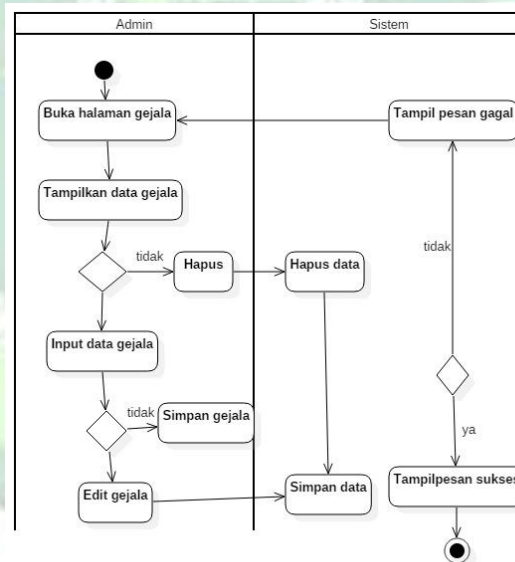 Admin
Sistem
Buka halaman gejala
Tampil pesan gagal
Tampilkan data gejala
tidak
tidak
Hapus
Hapus data
Input data gejala
tidak
Simpan gejala
ya
Edit gejala
Simpan data
Tampilpesan sukses